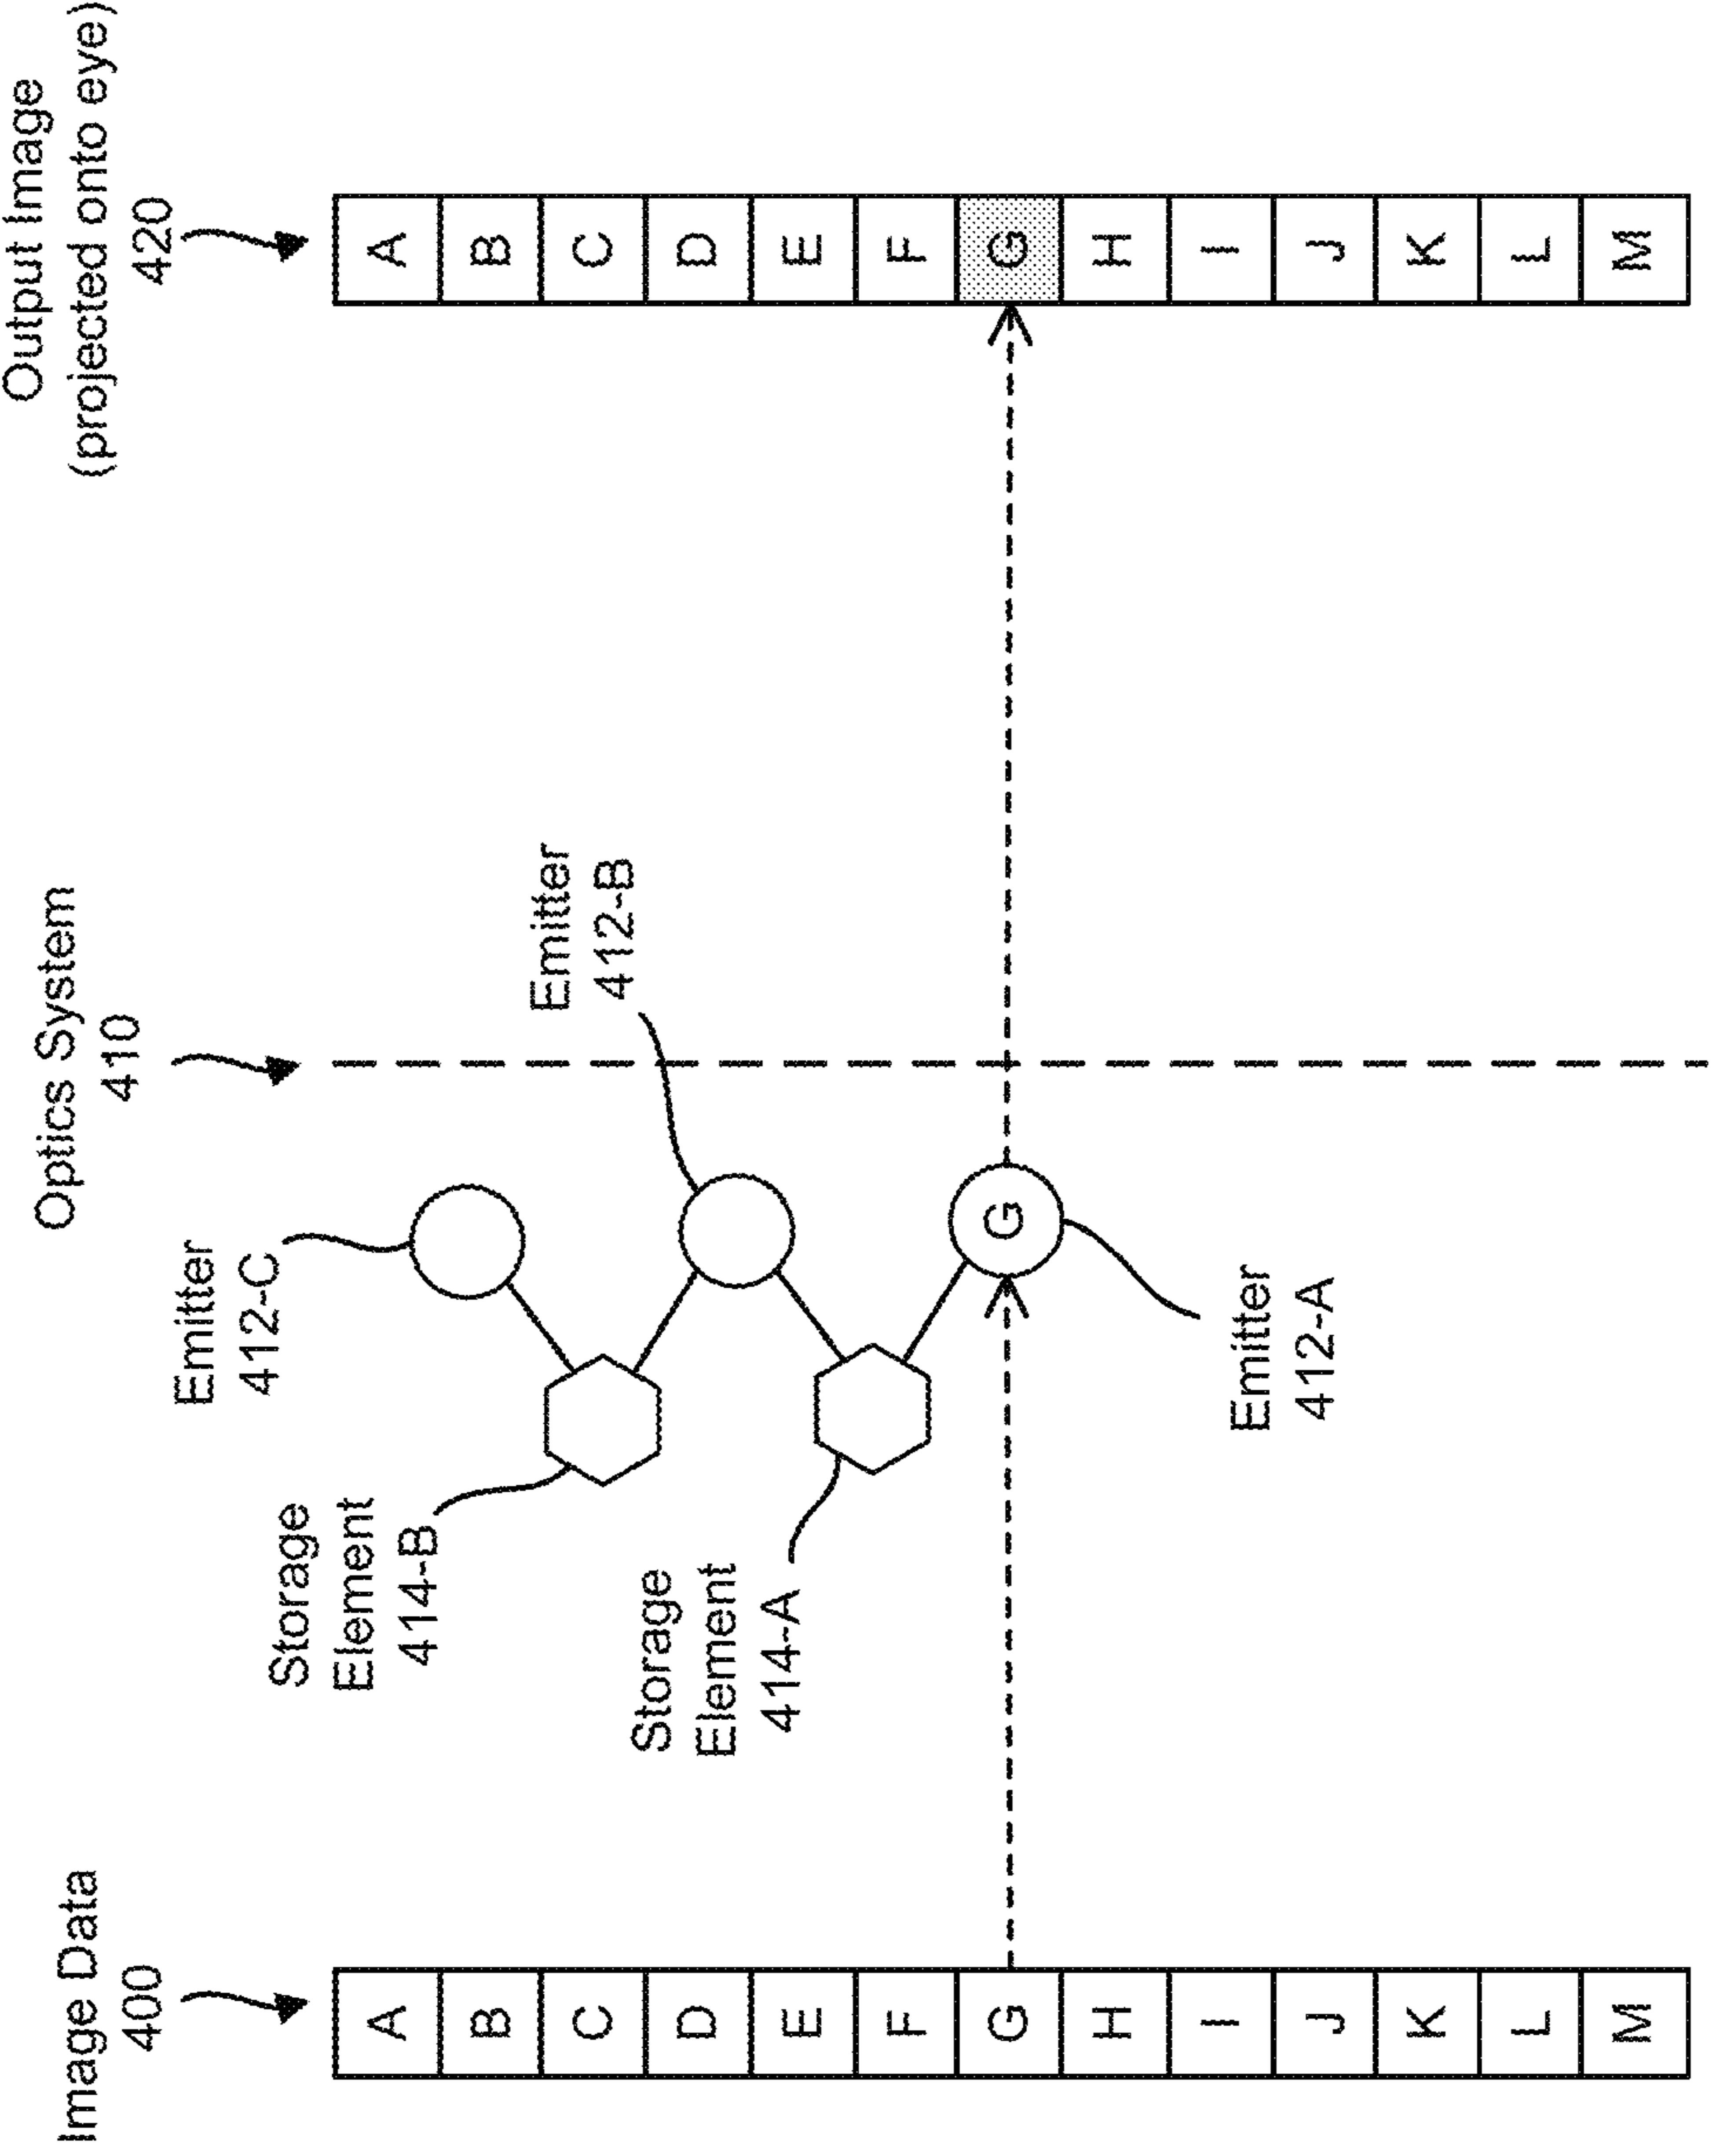 Image Data
400
A
B
C
D
E
F
G
H
I
J
K
L
M
Optics System
410
Emitter
412-C
Storage
Element
414-B
Emitter
412-B
Storage
Element
414-A
G
Emitter
412-A
Output Image
(projected onto eye)
420
A
B
C
D
E
F
G
H
I
J
K
L
M